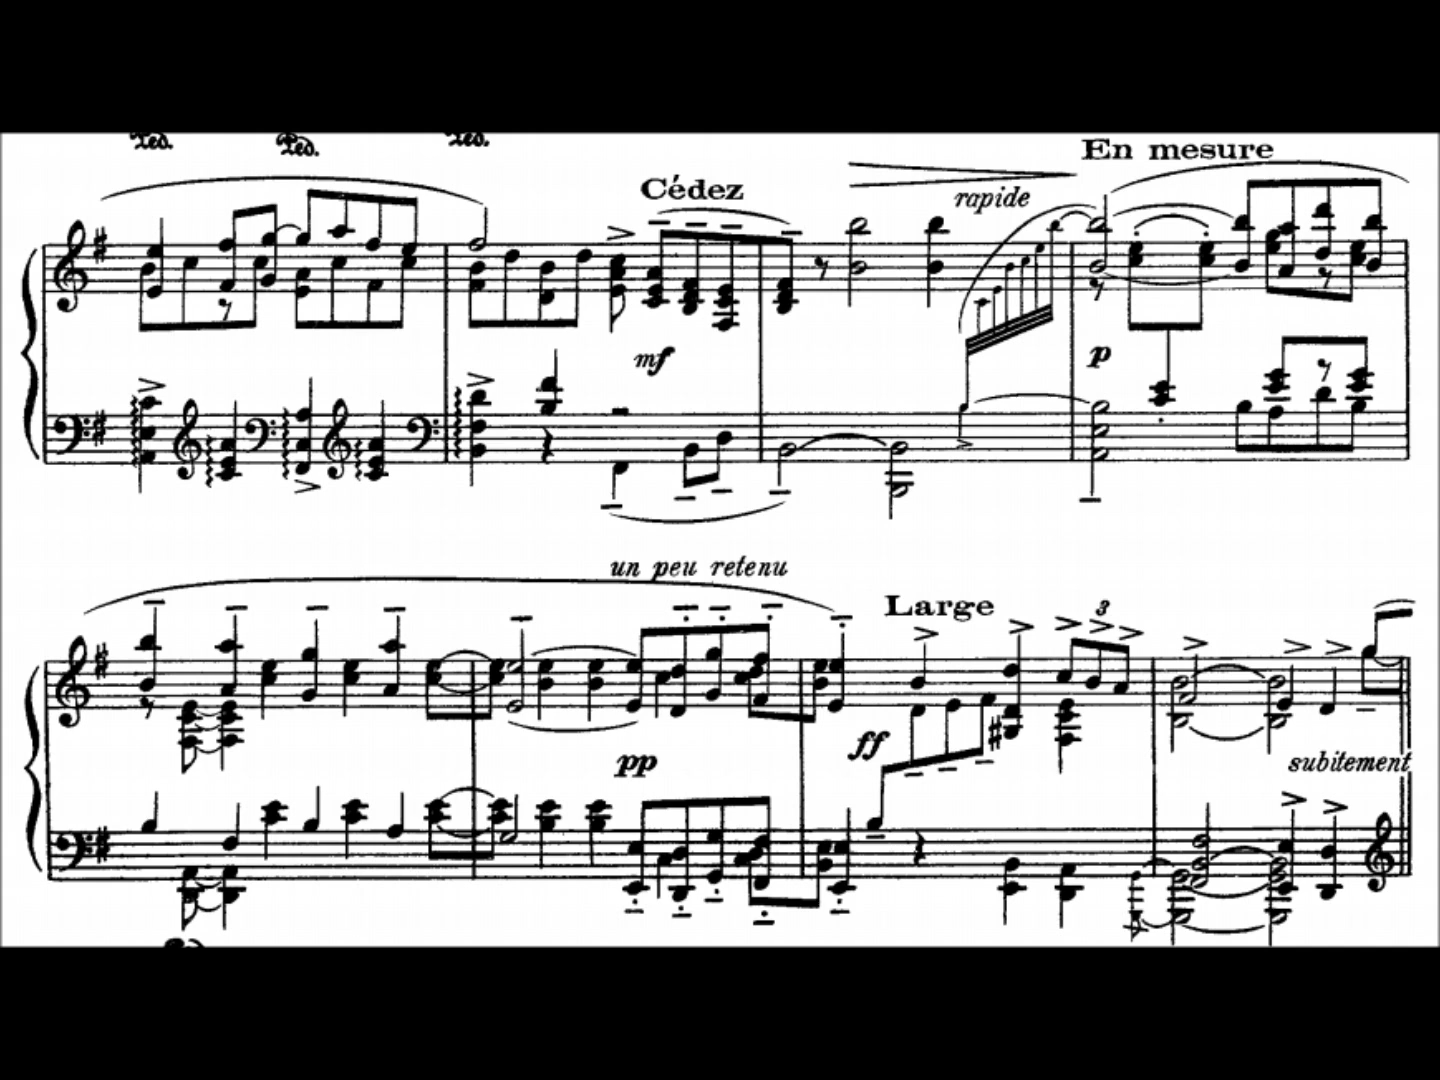 Ped. Ped. Ped.
En mesure
Cédez
rapide
mf
p
un peu retenu
Large
3
ff
pp
subitement